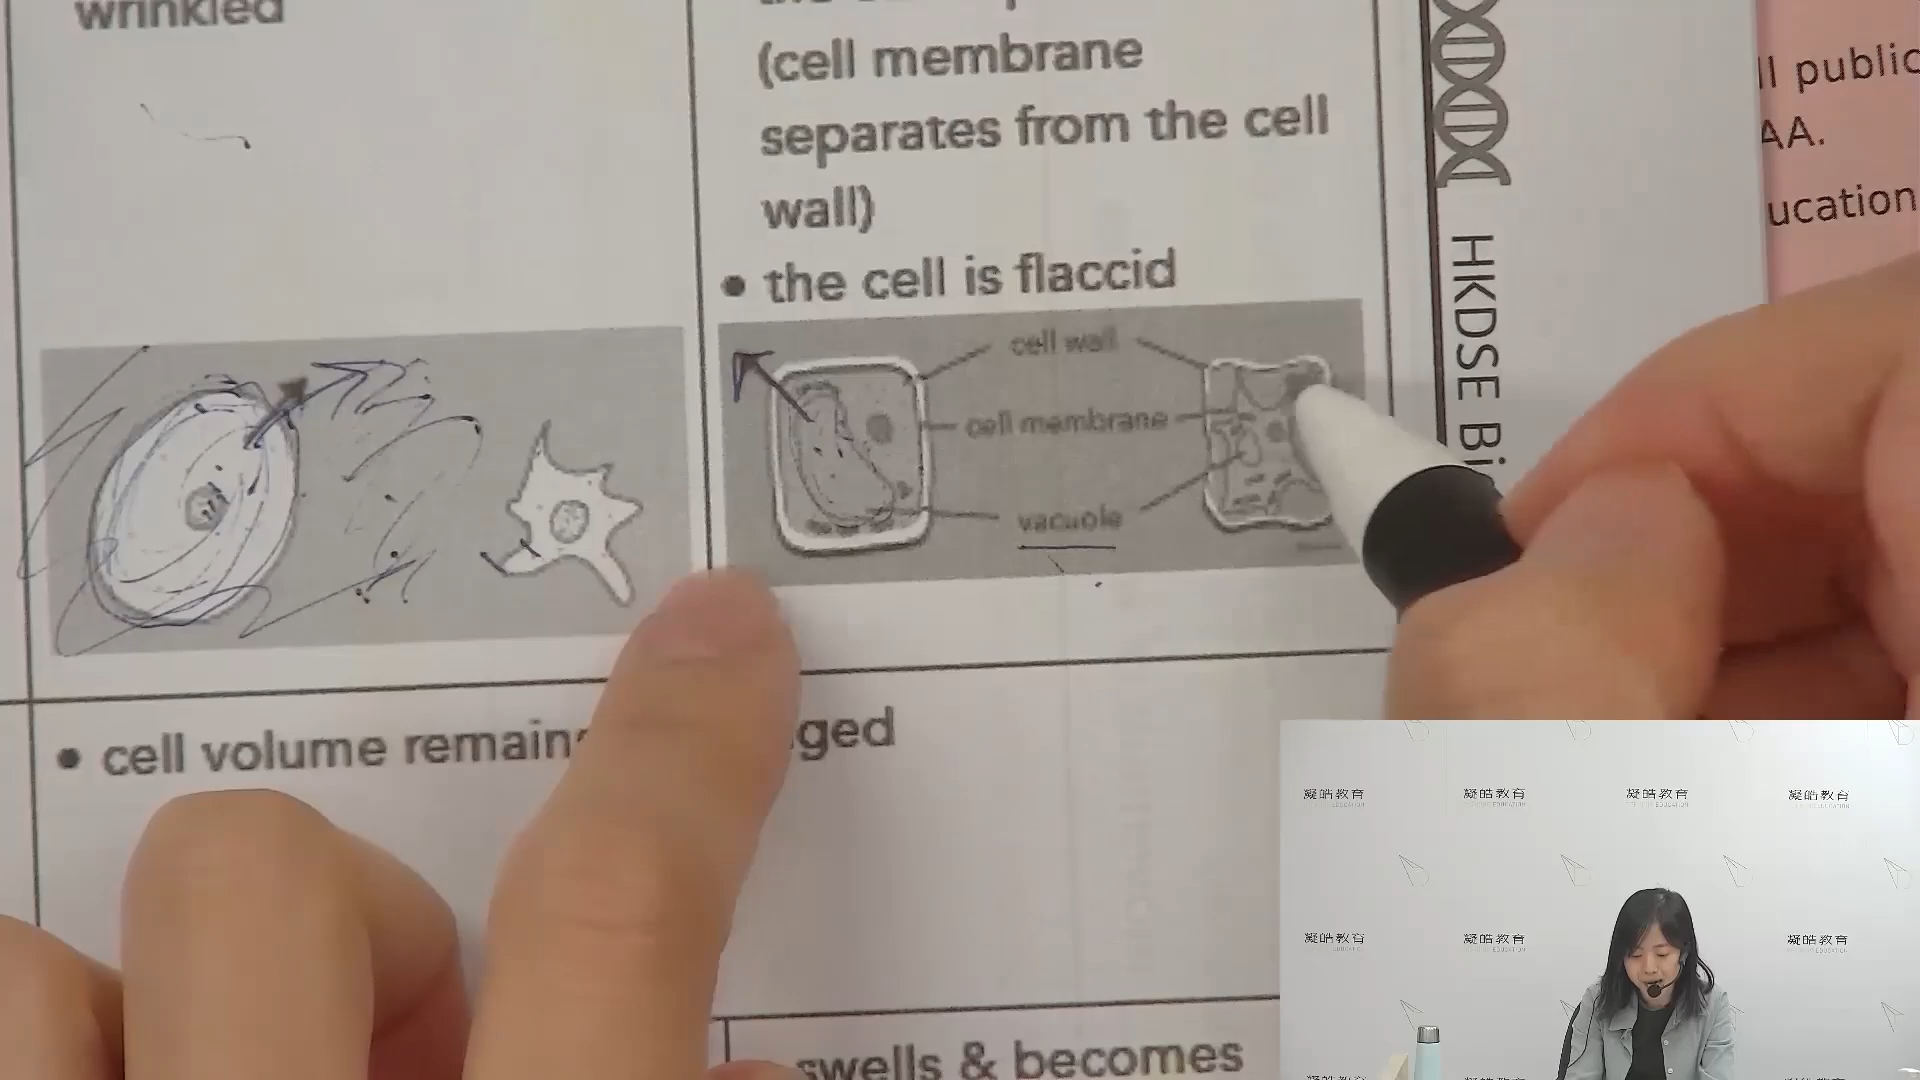 wrinkled
(cell membrane
separates from the cell
wall)
• the cell is flaccid
cell wall
cell membrane
vacuole
• cell volume remains
ged
swells & becomes
HKDSE Bi
ll public
AA.
ucation
凝皓教育 凝皓教育 凝皓教育 凝皓教育
凝皓教育 凝皓教育 凝皓教育